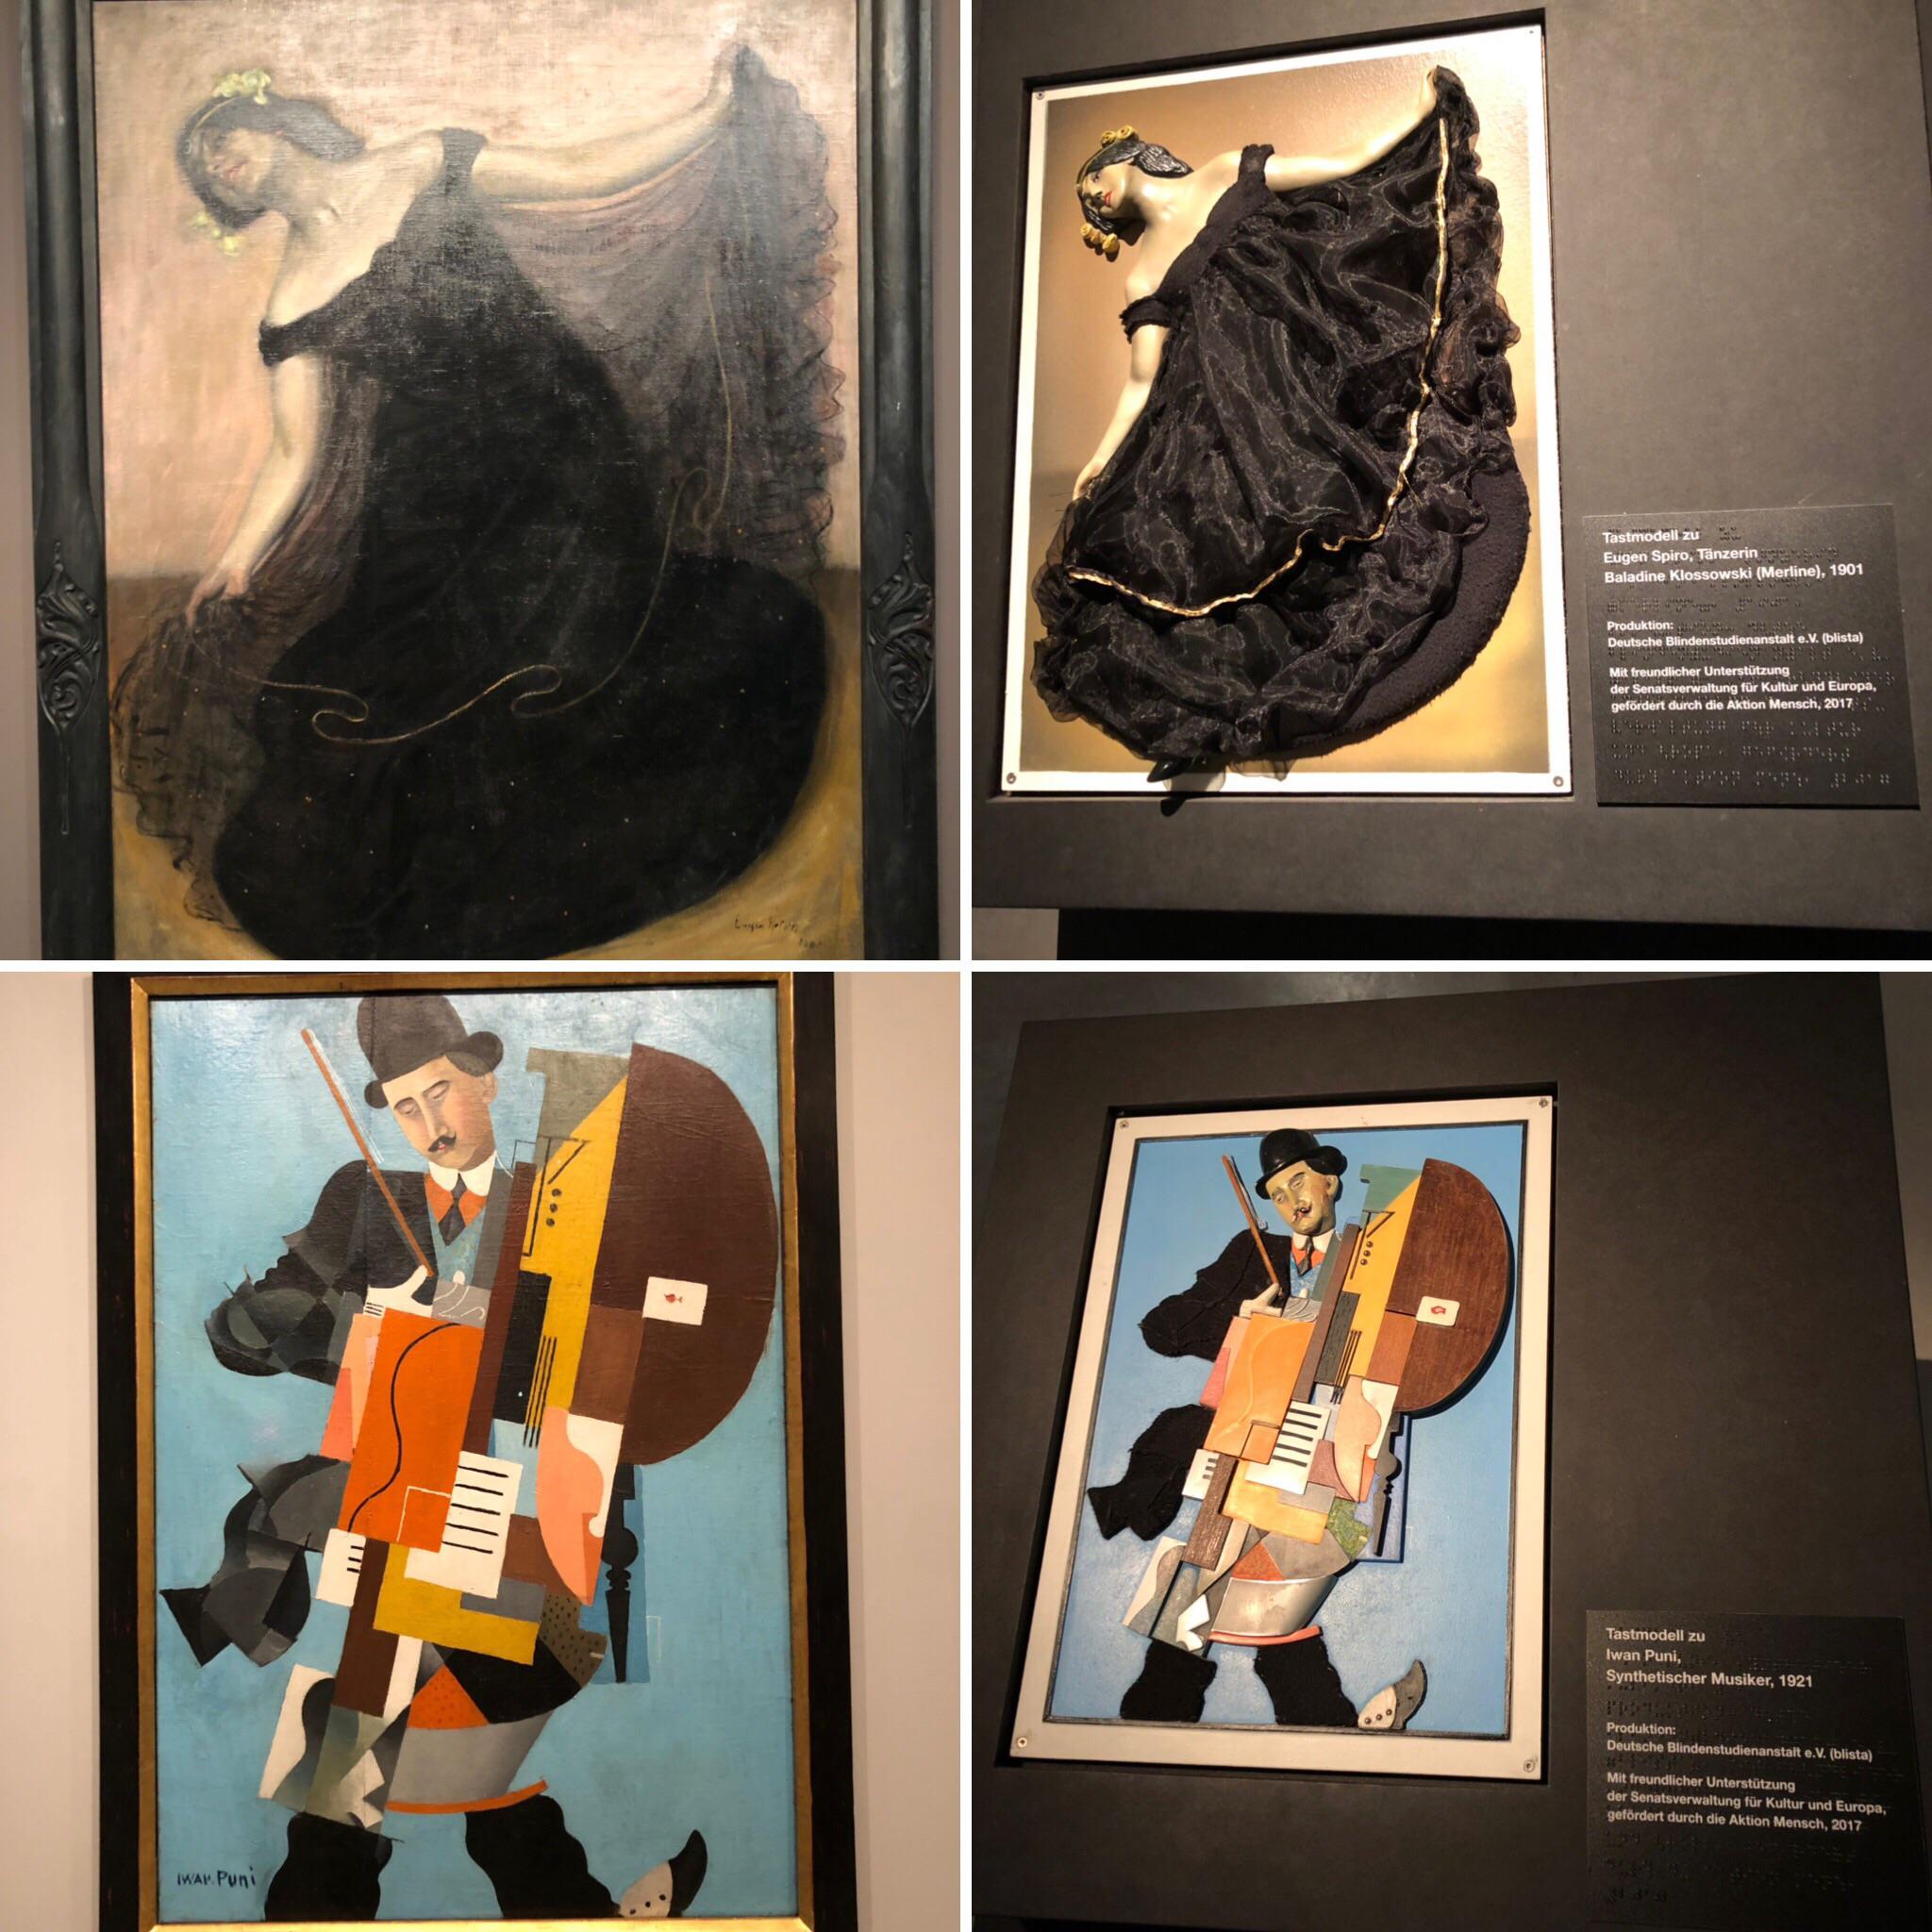 Tastmodell zu
Eugen Spiro, Tänzerin
Baladine Klossowski (Merline), 1901
Produktion:
Deutsche Blindenstudienanstalt e.V. (blista)
Mit freundlicher Unterstützung
der Senatsverwaltung für Kultur und Europa,
gefördert durch die Aktion Mensch, 2017
IWAN. Puni
Tastmodell zu
Iwan Puni,
Synthetischer Musiker, 1921
Produktion:
Deutsche Blindenstudienanstalt e.V. (blista)
Mit freundlicher Unterstützung
der Senatsverwaltung für Kultur und Europa,
gefördert durch die Aktion Mensch, 2017